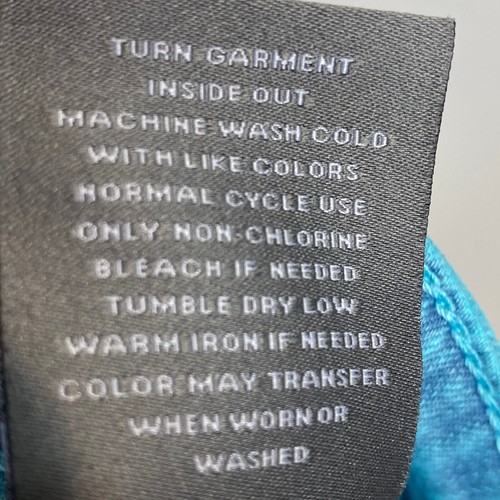 TURN GARMENT
INSIDE OUT
MACHINE WASH COLD
WITH LIKE COLORS
NORMAL CYCLE USE
ONLY NON-CHLORINE
BLEACH IF NEEDED
TUMBLE DRY LOW
WARM IRON IF NEEDED
COLOR MAY TRANSFER
WHEN WORN OR
WASHED